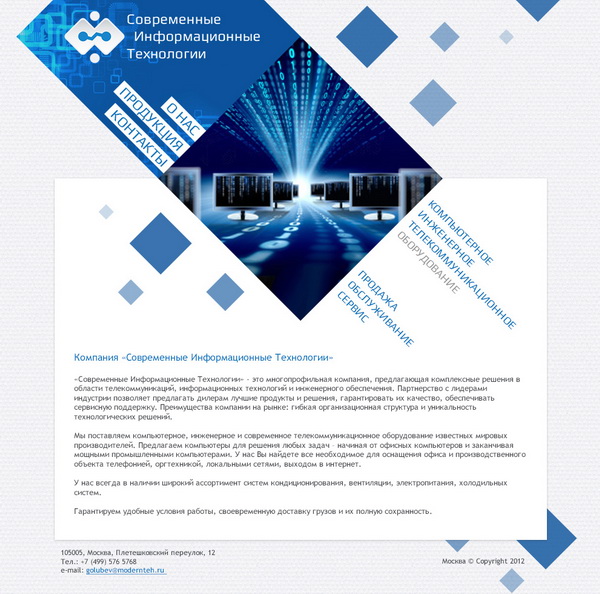 Современные
Информационные
Технологии
О НАС
ПРОДУКЦИЯ
КОНТАКТЫ
КОМПЬЮТЕРНОЕ
ИНЖЕНЕРНОЕ
ТЕЛЕКОММУНИКАЦИОННОЕ
ОБОРУДОВАНИЕ
ПРОДАЖА
ОБСЛУЖИВАНИЕ
СЕРВИС
Компания «Современные Информационные Технологии»
«Современные Информационные Технологии» - это многопрофильная компания, предлагающая комплексные решения в
области телекоммуникаций, информационных технологий и инженерного обеспечения. Партнерство с лидерами
индустрии позволяет предлагать дилерам лучшие продукты и решения, гарантировать их качество, обеспечивать
сервисную поддержку. Преимущества компании на рынке: гибкая организационная структура и уникальность
технологических решений.
Мы поставляем компьютерное, инженерное и современное телекоммуникационное оборудование известных мировых
производителей. Предлагаем компьютеры для решения любых задач – начиная от офисных компьютеров и заканчивая
мощными промышленными компьютерами. У нас Вы найдете все необходимое для оснащения офиса и производственного
объекта телефонией, оргтехникой, локальными сетями, выходом в интернет.
У нас всегда в наличии широкий ассортимент систем кондиционирования, вентиляции, электропитания, холодильных
систем.
Гарантируем удобные условия работы, своевременную доставку грузов и их полную сохранность.
105005, Москва, Плетешковский переулок, 12
Тел.: +7 (499) 576 5768
e-mail: golubev@modernteh.ru
Москва © Copyright 2012